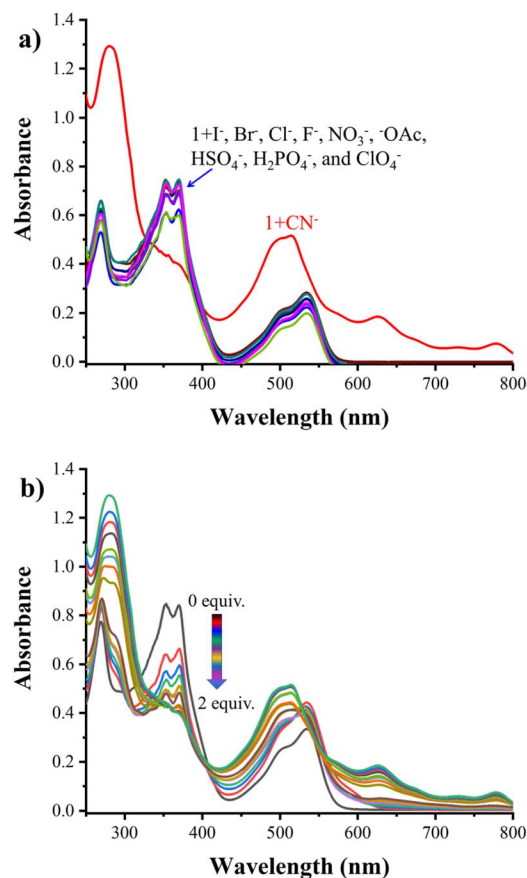 a)
1.4
1.2
1.0
0.8
0.6
0.4
0.2
0.0
Absorbance
1+I⁻, Br⁻, Cl⁻, F⁻, NO₃⁻, ⁻OAc,
HSO₄⁻, H₂PO₄⁻, and ClO₄⁻
1+CN⁻
300 400 500 600 700 800
Wavelength (nm)
b)
1.4
1.2
1.0
0.8
0.6
0.4
0.2
0.0
Absorbance
0 equiv.
2 equiv.
300 400 500 600 700 800
Wavelength (nm)